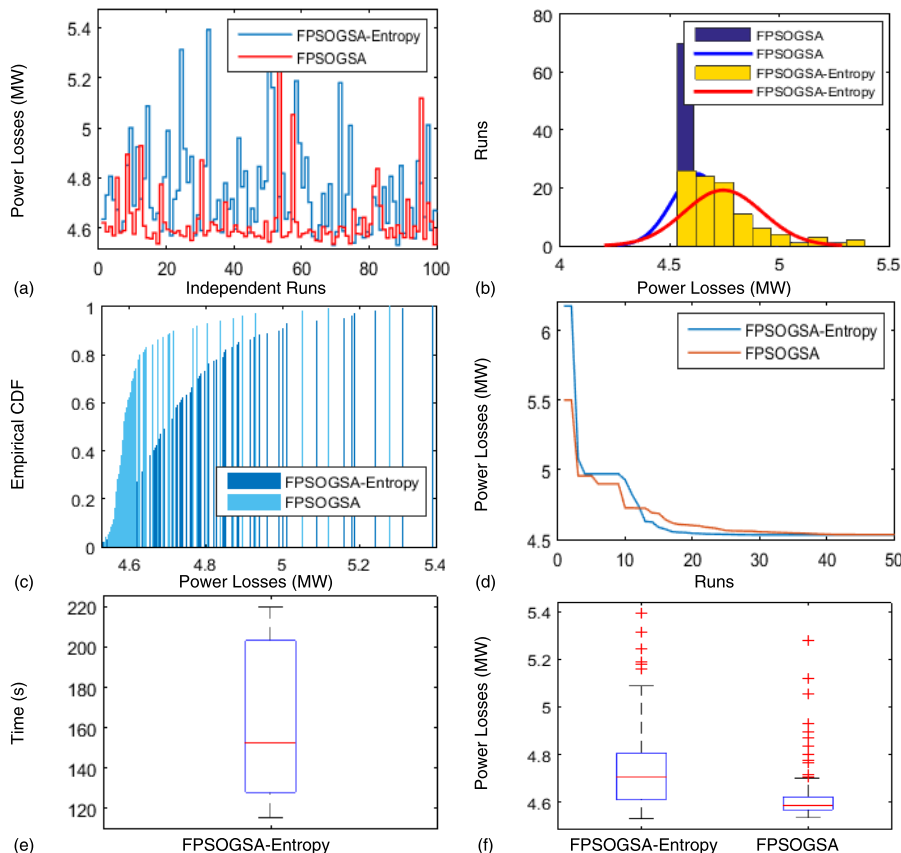 5.4
5.2
5
4.8
4.6
Power Losses (MW)
FPSOGSA-Entropy
FPSOGSA
0
20
40
60
80
100
(a)
Independent Runs
80
60
40
20
0
Runs
FPSOGSA
FPSOGSA
FPSOGSA-Entropy
FPSOGSA-Entropy
4
4.5
5
5.5
(b)
Power Losses (MW)
1
0.8
0.6
0.4
0.2
0
Empirical CDF
FPSOGSA-Entropy
FPSOGSA
4.6
4.8
5
5.2
5.4
(c)
Power Losses (MW)
6
5.5
5
4.5
Power Losses (MW)
FPSOGSA-Entropy
FPSOGSA
0
10
20
30
40
50
(d)
Runs
220
200
180
160
140
120
Time (s)
(e)
FPSOGSA-Entropy
5.4
5.2
5
4.8
4.6
Power Losses (MW)
(f)
FPSOGSA-Entropy
FPSOGSA